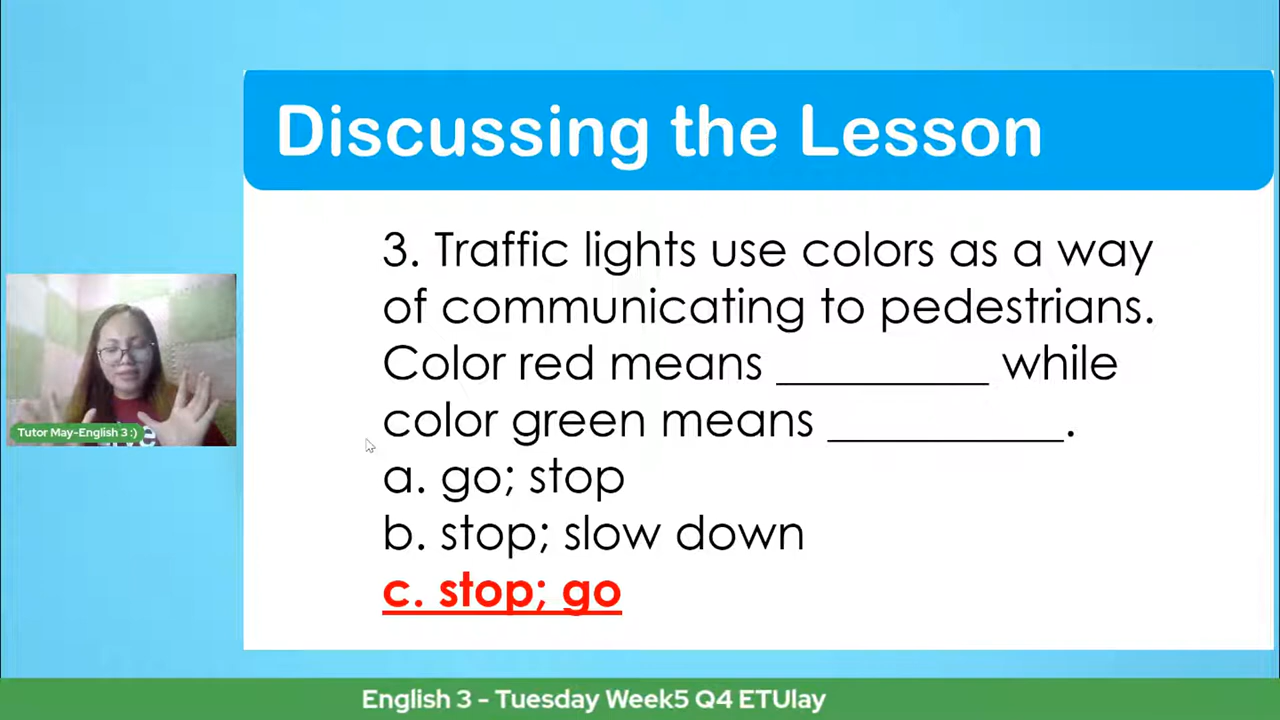 Discussing the Lesson
3. Traffic lights use colors as a way
of communicating to pedestrians.
Color red means _________ while
color green means __________.
a. go; stop
b. stop; slow down
c. stop; go
Tutor May-English 3 :)
English 3 - Tuesday Week5 Q4 ETUlay